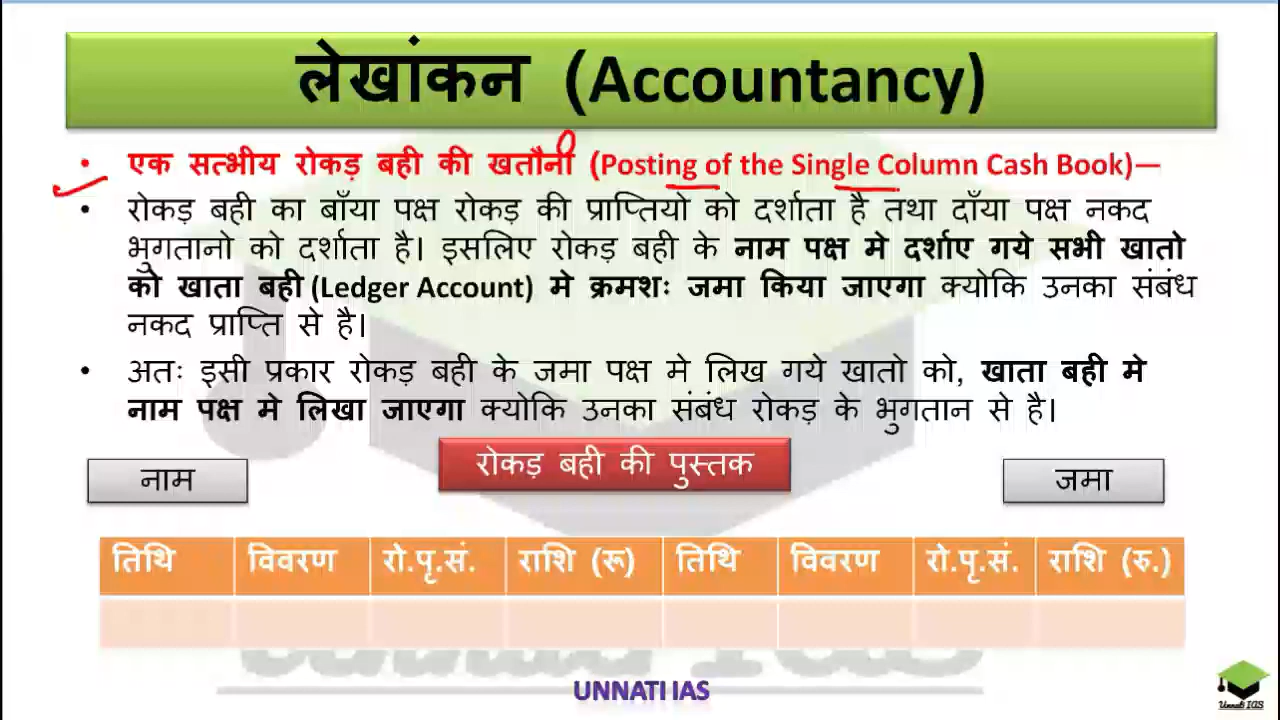 लेखांकन (Accountancy)
• एक सत्भीय रोकड़ बही की खतौनी (Posting of the Single Column Cash Book)—
• रोकड़ बही का बाँया पक्ष रोकड़ की प्राप्तियो को दर्शाता है तथा दाँया पक्ष नकद
भुगतानो को दर्शाता है। इसलिए रोकड़ बही के नाम पक्ष मे दर्शाए गये सभी खातो
को खाता बही (Ledger Account) मे क्रमशः जमा किया जाएगा क्योकि उनका संबंध
नकद प्राप्ति से है।
• अतः इसी प्रकार रोकड़ बही के जमा पक्ष मे लिख गये खातो को, खाता बही मे
नाम पक्ष मे लिखा जाएगा क्योकि उनका संबंध रोकड़ के भुगतान से है।
रोकड़ बही की पुस्तक
नाम जमा
तिथि विवरण रो.पृ.सं. राशि (रू) तिथि विवरण रो.पृ.सं. राशि (रु.)
UNNATI IAS
Unnati IAS